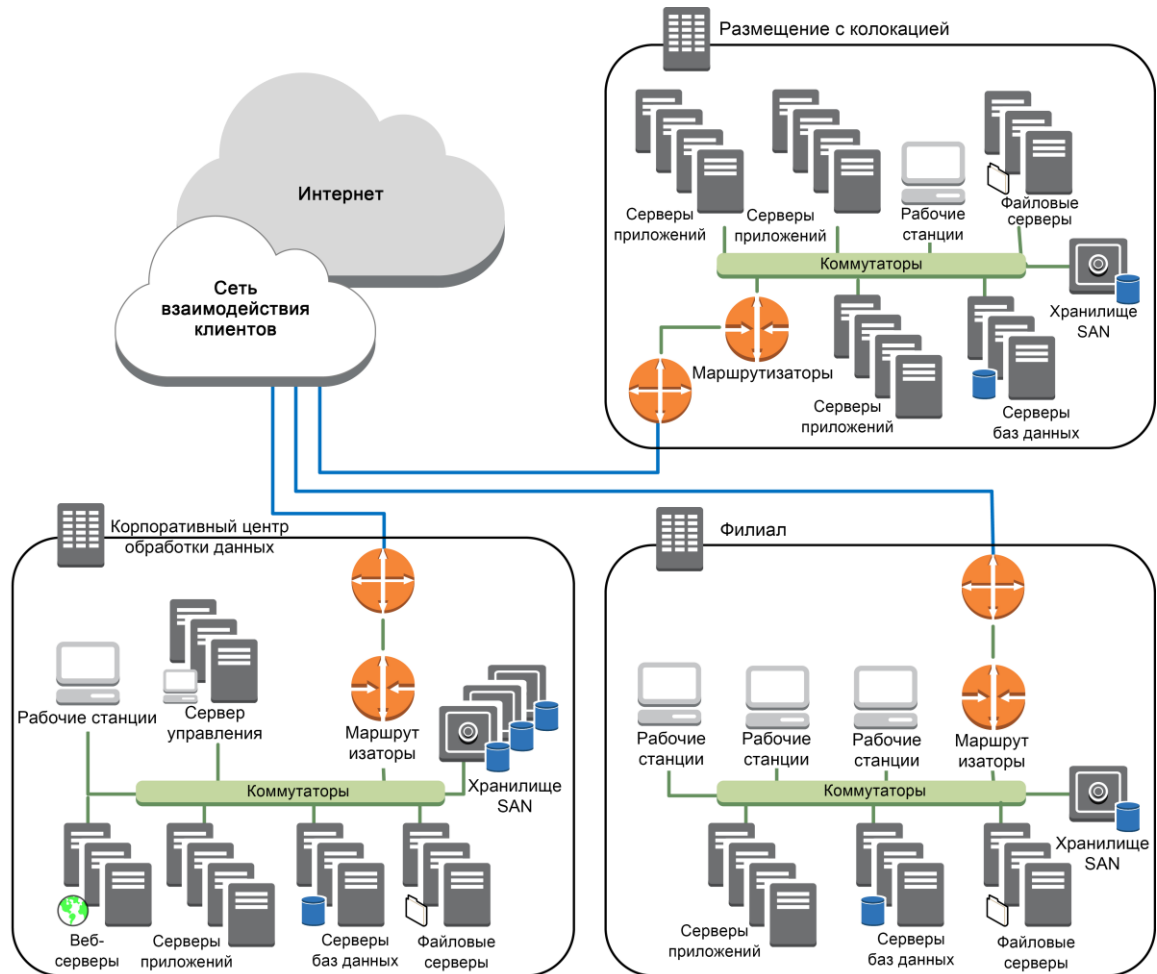 Размещение с колокацией
Интернет
Сеть
взаимодействия
клиентов
Серверы
приложений
Серверы
приложений
Рабочие
станции
Файловые
серверы
Коммутаторы
Хранилище
SAN
Маршрутизаторы
Серверы
приложений
Серверы
баз данных
Корпоративный центр
обработки данных
Рабочие станции
Сервер
управления
Маршрут
изаторы
Хранилище
SAN
Коммутаторы
Веб-
серверы
Серверы
приложений
Серверы
баз данных
Файловые
серверы
Филиал
Рабочие
станции
Рабочие
станции
Рабочие
станции
Маршрут
изаторы
Коммутаторы
Хранилище
SAN
Серверы
приложений
Серверы
баз данных
Файловые
серверы